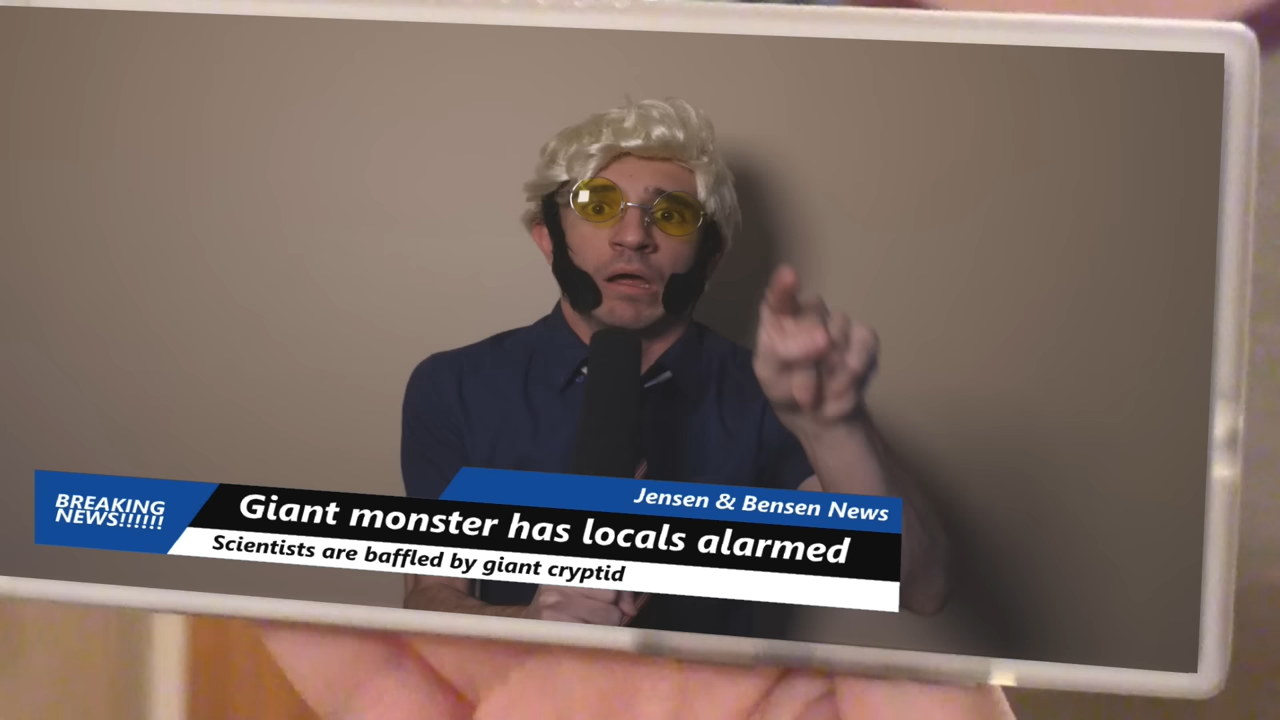 Jensen & Bensen News
BREAKING
NEWS!!!!!!
Giant monster has locals alarmed
Scientists are baffled by giant cryptid